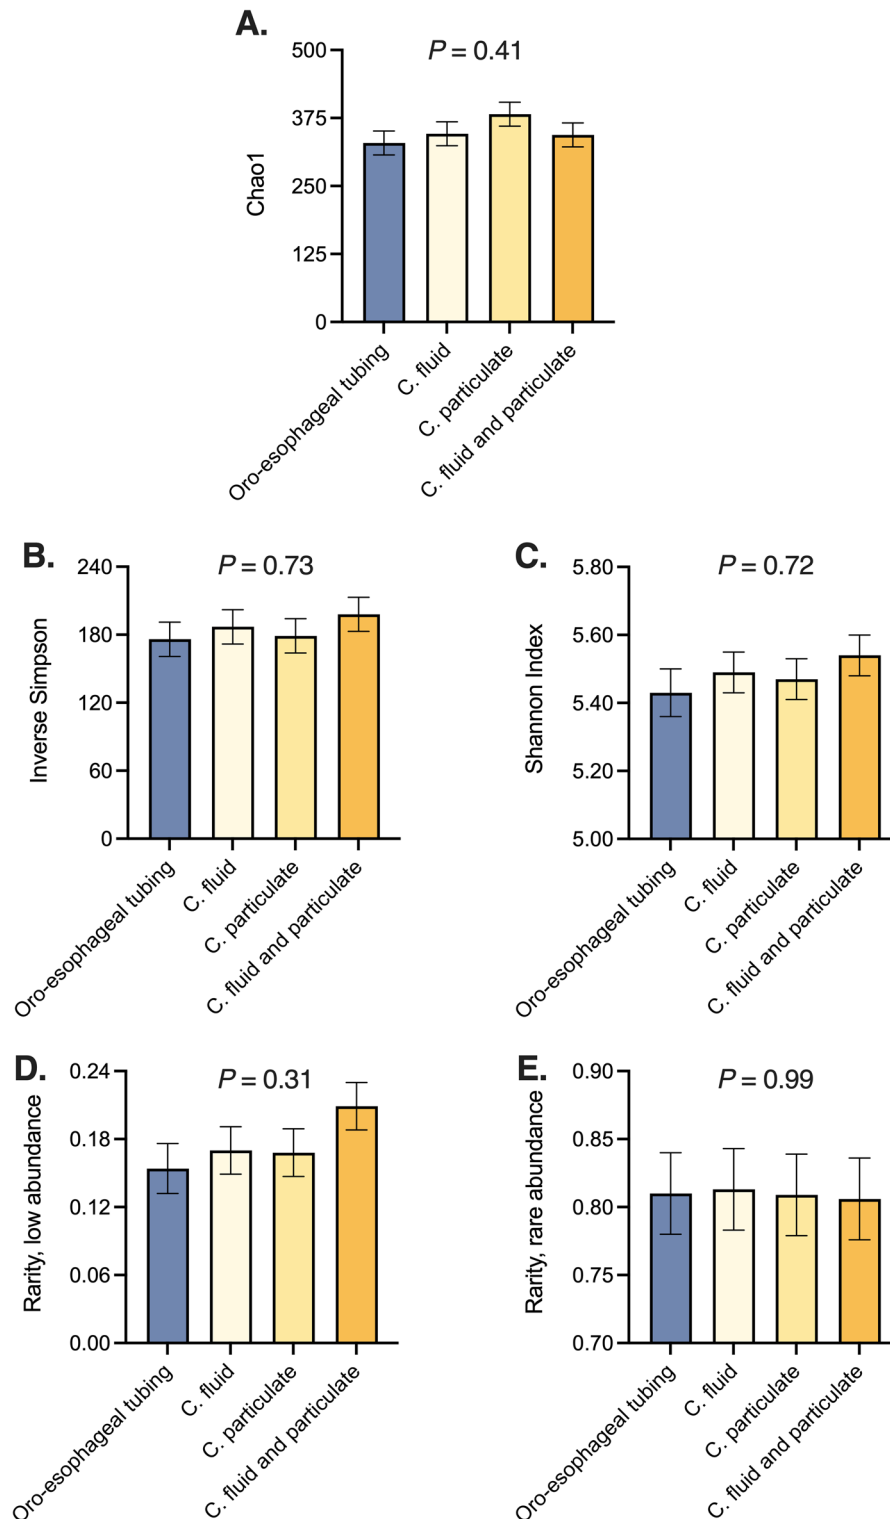 A.
P = 0.41
Chao1
500
375
250
125
0
Oro-esophageal tubing
C. fluid
C. particulate
C. fluid and particulate
B.
P = 0.73
Inverse Simpson
240
180
120
60
0
Oro-esophageal tubing
C. fluid
C. particulate
C. fluid and particulate
C.
P = 0.72
Shannon Index
5.80
5.60
5.40
5.20
5.00
Oro-esophageal tubing
C. fluid
C. particulate
C. fluid and particulate
D.
P = 0.31
Rarity, low abundance
0.24
0.18
0.12
0.06
0.00
Oro-esophageal tubing
C. fluid
C. particulate
C. fluid and particulate
E.
P = 0.99
Rarity, rare abundance
0.90
0.85
0.80
0.75
0.70
Oro-esophageal tubing
C. fluid
C. particulate
C. fluid and particulate